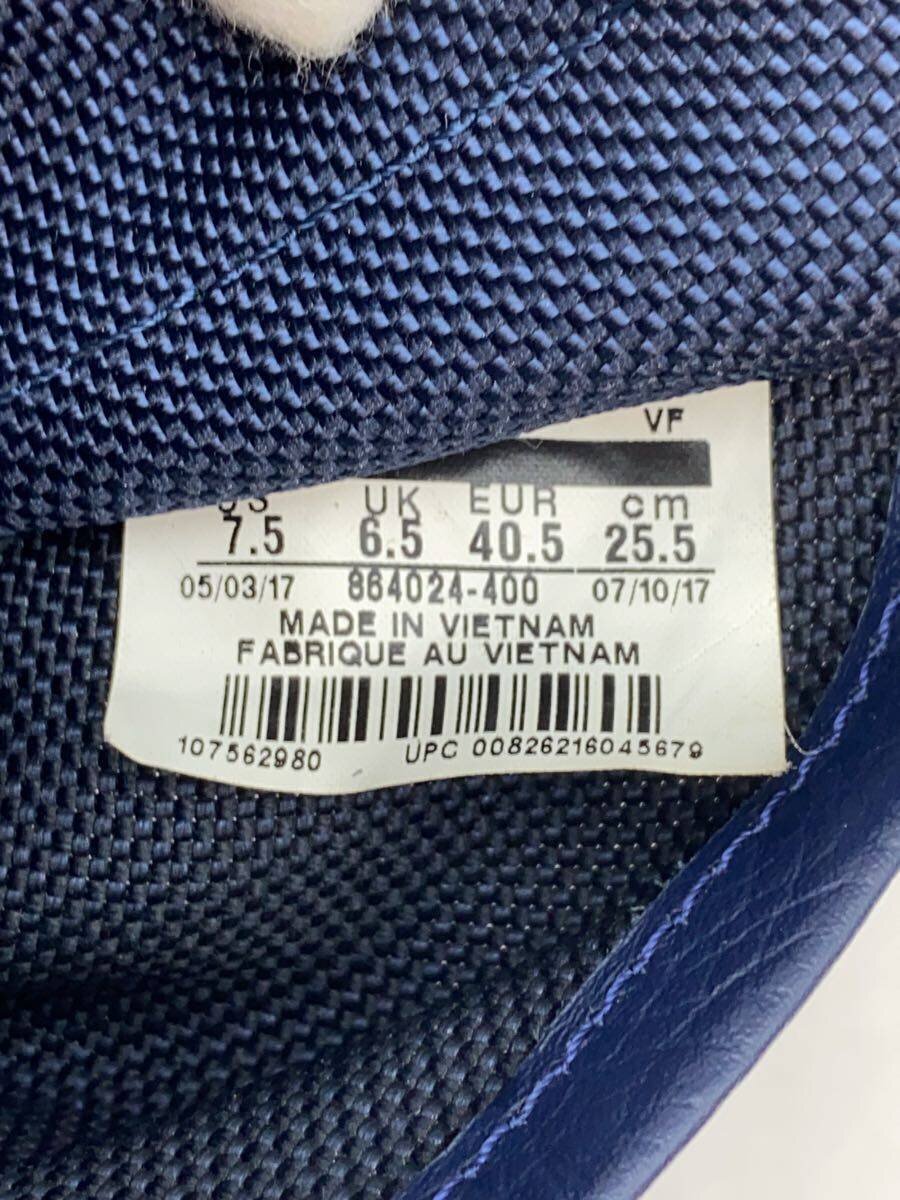 VF
US UK EUR cm
7.5 6.5 40.5 25.5
05/03/17 864024-400 07/10/17
MADE IN VIETNAM
FABRIQUE AU VIETNAM
107562980 UPC 00826216045679